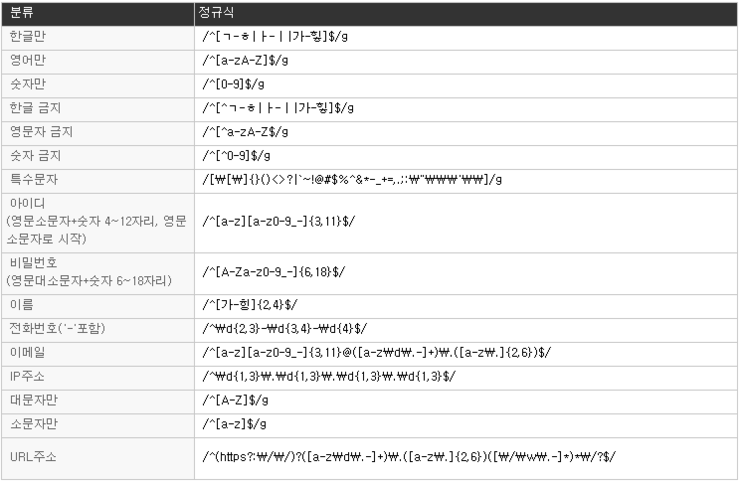 분류 정규식
한글만 /^[ㄱ-ㅎ|ㅏ-ㅣ|가-힣]$/g
영어만 /^[a-zA-Z]$/g
숫자만 /^[0-9]$/g
한글 금지 /^[^ㄱ-ㅎ|ㅏ-ㅣ|가-힣]$/g
영문자 금지 /^[^a-zA-Z$/g
숫자 금지 /^[^0-9]$/g
특수문자 /[₩[₩]{}()<>?|`~!@#$%^&*-_+=,.;:₩"₩₩₩'₩₩]/g
아이디
(영문소문자+숫자 4~12자리, 영문 /^[a-z][a-z0-9_-]{3,11}$/
소문자로 시작)
비밀번호
(영문대소문자+숫자 6~18자리) /^[A-Za-z0-9_-]{6,18}$/
이름 /^[가-힝]{2,4}$/
전화번호('-'포함) /^₩d{2,3}-₩d{3,4}-₩d{4}$/
이메일 /^[a-z][a-z0-9_-]{3,11}@([a-z₩d₩.-]+)₩.([a-z₩.]{2,6})$/
IP주소 /^₩d{1,3}₩.₩d{1,3}₩.₩d{1,3}₩.₩d{1,3}$/
대문자만 /^[A-Z]$/g
소문자만 /^[a-z]$/g
URL주소 /^(https?:₩/₩/)?([a-z₩d₩.-]+)₩.([a-z₩.]{2,6})([₩/₩w₩.-]*)*₩/?$/